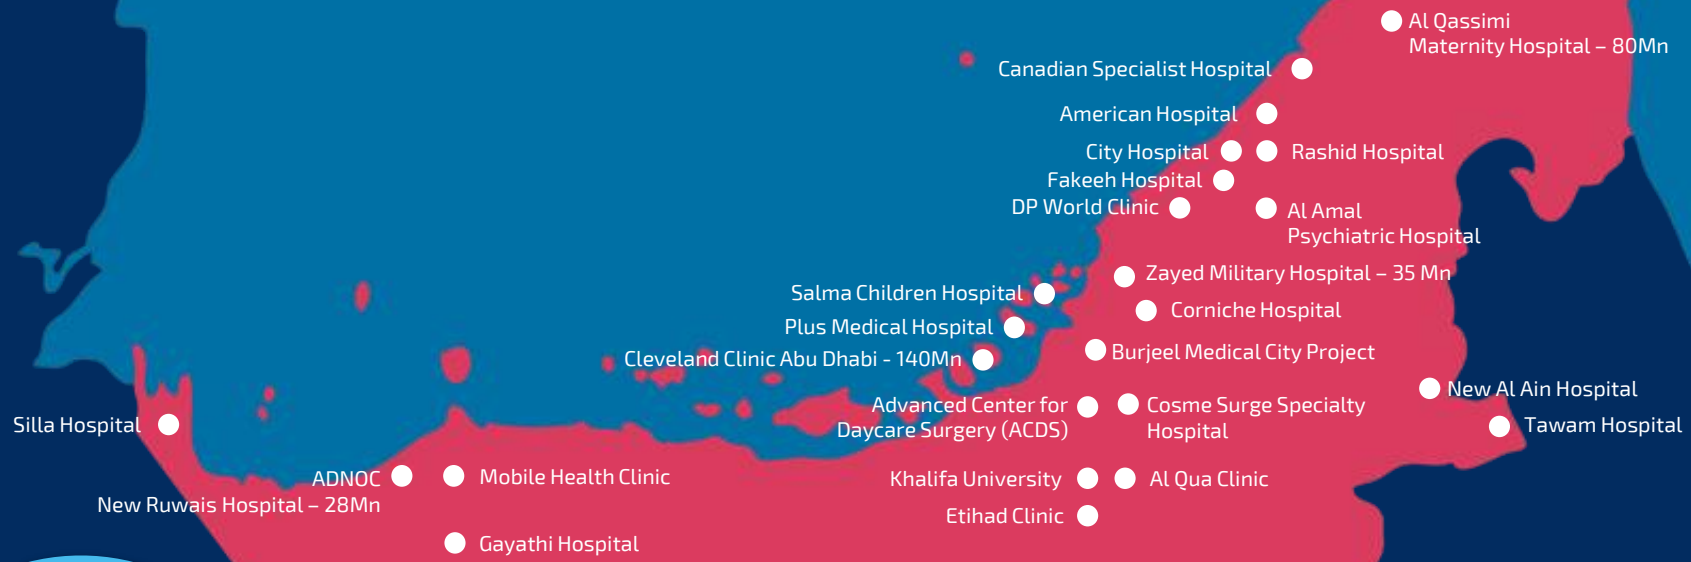 Al Qassimi
Maternity Hospital – 80Mn
Canadian Specialist Hospital
American Hospital
City Hospital
Rashid Hospital
Fakeeh Hospital
DP World Clinic
Al Amal
Psychiatric Hospital
Zayed Military Hospital – 35 Mn
Salma Children Hospital
Corniche Hospital
Plus Medical Hospital
Burjeel Medical City Project
Cleveland Clinic Abu Dhabi - 140Mn
New Al Ain Hospital
Advanced Center for
Daycare Surgery (ACDS)
Cosme Surge Specialty
Hospital
Silla Hospital
Tawam Hospital
ADNOC
New Ruwais Hospital – 28Mn
Mobile Health Clinic
Khalifa University
Al Qua Clinic
Etihad Clinic
Gayathi Hospital